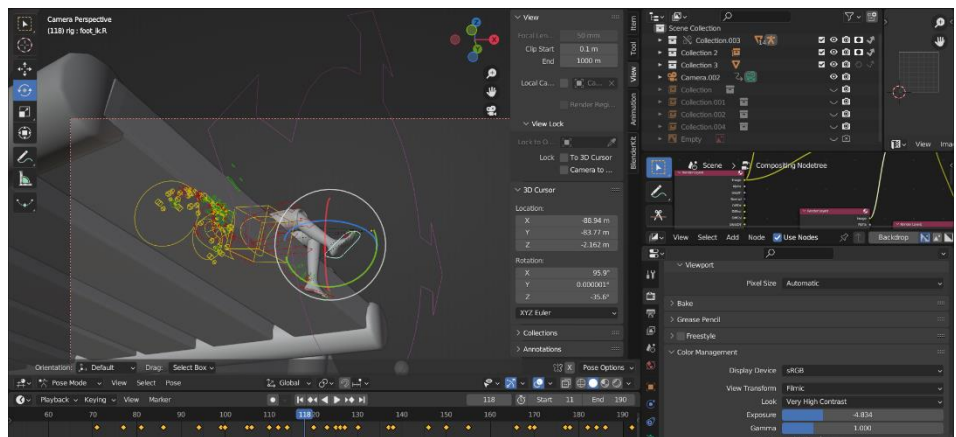 Camera Perspective
(118) rig : foot_ik.R
View
Focal Len...
50 mm
Clip Start
0.1 m
End
1000 m
Local Ca...
Ca...
Render Regi...
View Lock
Lock to O...
Lock
To 3D Cursor
Camera to ...
3D Cursor
Location:
X
-86.94 m
Y
-83.77 m
Z
-2.162 m
Rotation:
X
95.9°
Y
0.000001°
Z
-35.6°
XYZ Euler
Collections
Annotations
Item
Tool
View
Animation
BlenderKit
Orientation:
Default
Drag:
Select Box
X
Pose Options
Pose Mode
View
Select
Pose
Global
Playback
Keying
View
Marker
118
Start
11
End
190
60
70
80
90
100
110
118
120
130
140
150
160
170
180
190
Scene Collection
Collection.003
Collection 2
Collection 3
Camera.002
Collection
Collection.001
Collection.002
Collection.004
Empty
View
Ima
Scene
Compositing Nodetree
View
Select
Add
Node
Use Nodes
Backdrop
Viewport
Pixel Size
Automatic
Bake
Grease Pencil
Freestyle
Color Management
Display Device
sRGB
View Transform
Filmic
Look
Very High Contrast
Exposure
-4.834
Gamma
1.000